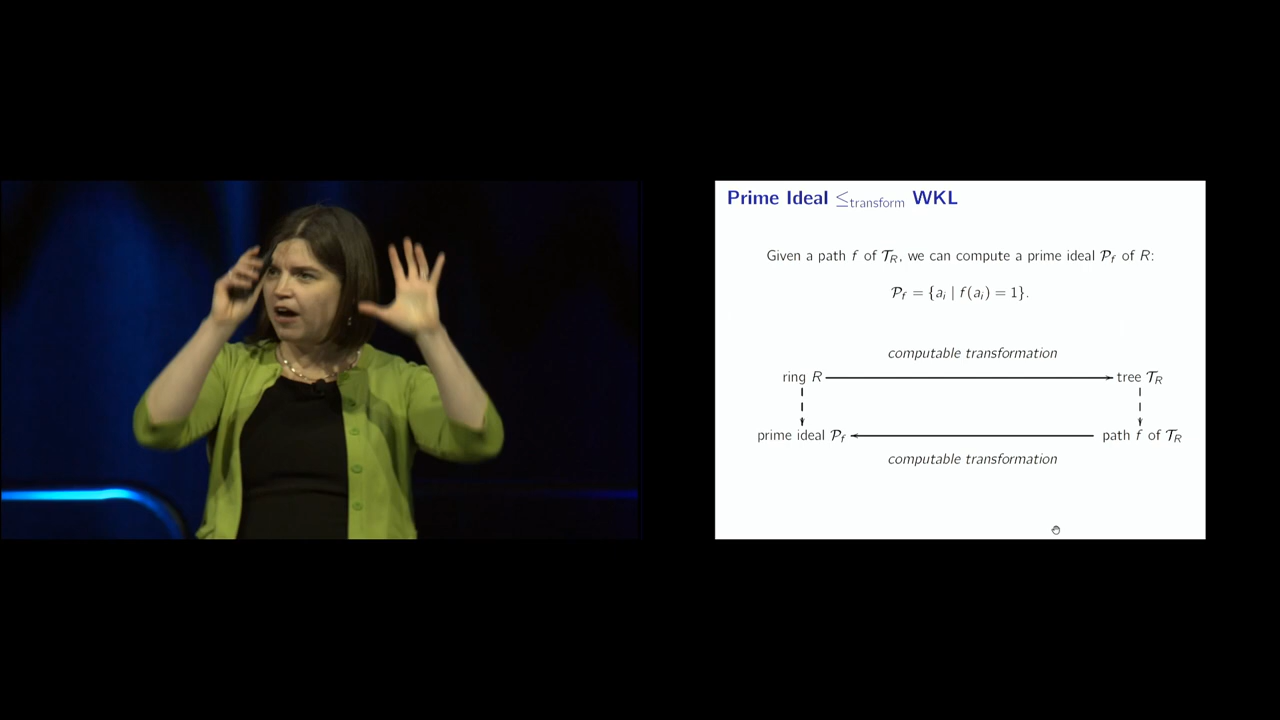 Prime Ideal ≤transform WKL
Given a path f of 𝒯_R, we can compute a prime ideal 𝒫_f of R:
𝒫_f = {a_i | f(a_i) = 1}.
computable transformation
ring R tree 𝒯_R
prime ideal 𝒫_f path f of 𝒯_R
computable transformation